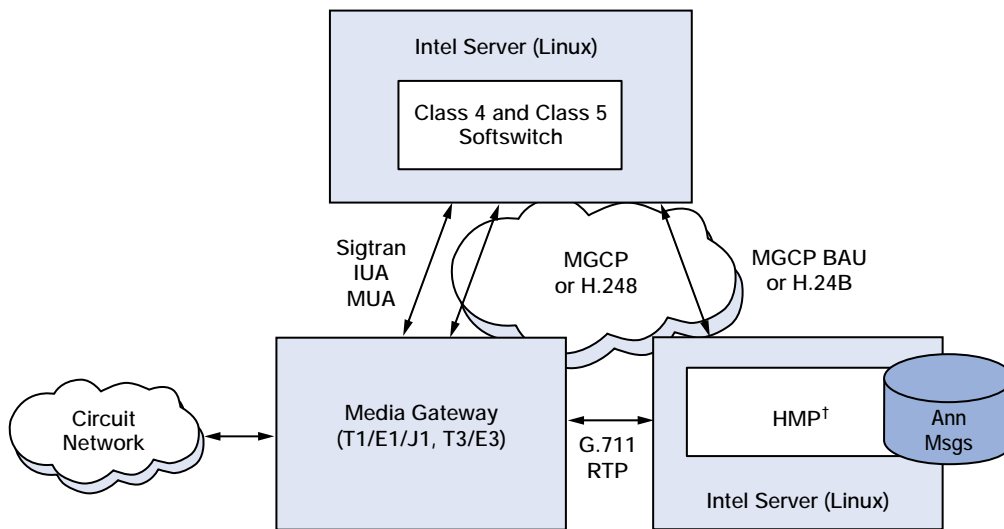 Intel Server (Linux)
Class 4 and Class 5
Softswitch
Sigtran
IUA
MUA
MGCP
or H.248
MGCP BAU
or H.24B
Circuit
Network
Media Gateway
(T1/E1/J1, T3/E3)
G.711
RTP
HMP†
Ann
Msgs
Intel Server (Linux)